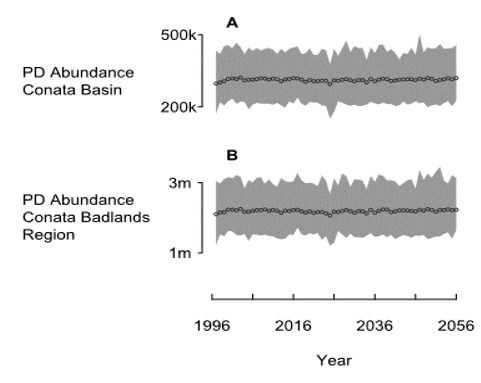 A
500k
PD Abundance
Conata Basin
200k
B
3m
PD Abundance
Conata Badlands
Region
1m
1996 2016 2036 2056
Year